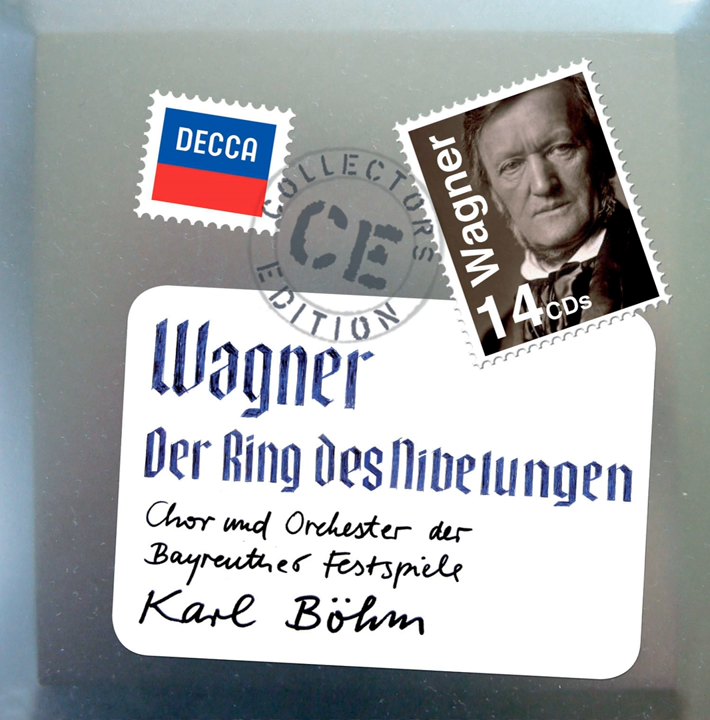 DECCA
COLLECTORS
CE
EDITION
Wagner
14 CDs
Wagner
Der Ring des Nibelungen
Chor und Orchester der
Bayreuther Festspiele
Karl Böhm